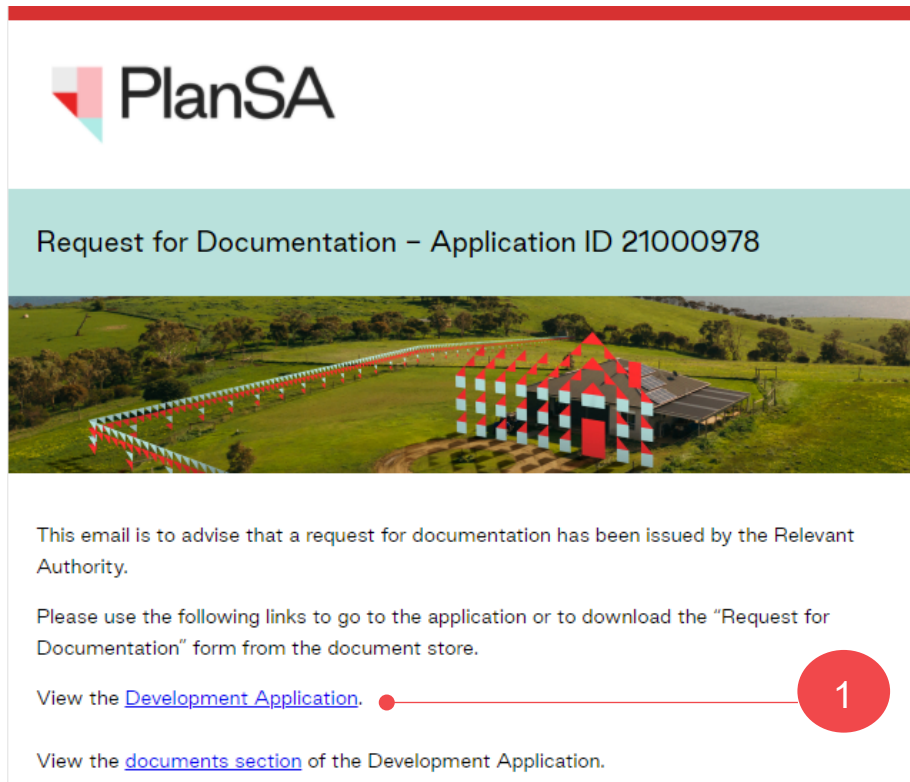 PlanSA
Request for Documentation – Application ID 21000978
This email is to advise that a request for documentation has been issued by the Relevant
Authority.
Please use the following links to go to the application or to download the “Request for
Documentation” form from the document store.
View the Development Application.
1
View the documents section of the Development Application.